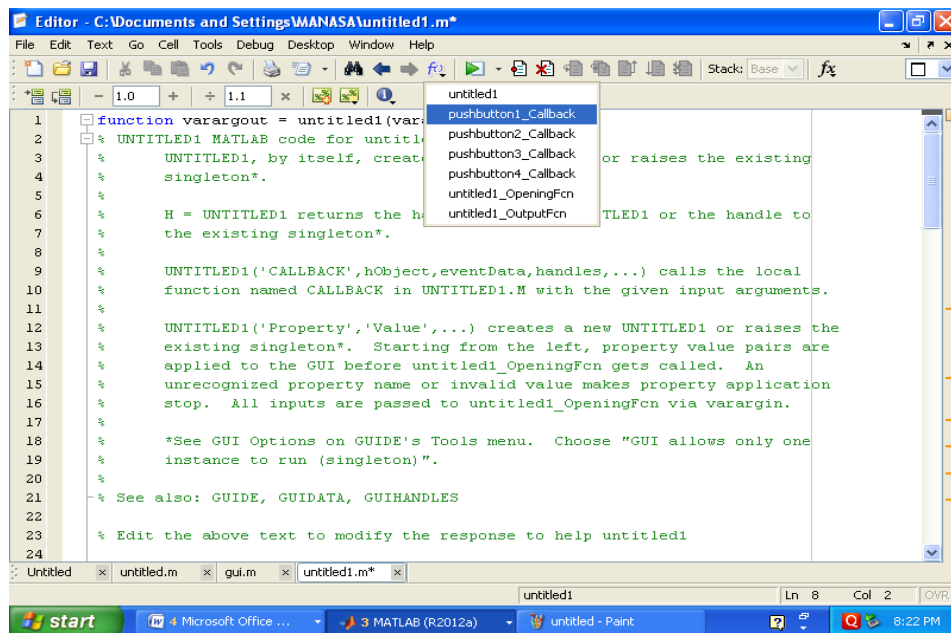 Editor - C:\Documents and Settings\MANASA\untitled1.m*
File Edit Text Go Cell Tools Debug Desktop Window Help
Stack: Base fx
- 1.0 + ÷ 1.1 ×
untitled1
pushbutton1_Callback
pushbutton2_Callback
pushbutton3_Callback
pushbutton4_Callback
untitled1_OpeningFcn
untitled1_OutputFcn
1 function varargout = untitled1(var
2 % UNTITLED1 MATLAB code for untitl
3 % UNTITLED1, by itself, creat or raises the existing
4 % singleton*.
5 %
6 % H = UNTITLED1 returns the h TLED1 or the handle to
7 % the existing singleton*.
8 %
9 % UNTITLED1('CALLBACK',hObject,eventData,handles,...) calls the local
10 % function named CALLBACK in UNTITLED1.M with the given input arguments.
11 %
12 % UNTITLED1('Property','Value',...) creates a new UNTITLED1 or raises the
13 % existing singleton*. Starting from the left, property value pairs are
14 % applied to the GUI before untitled1_OpeningFcn gets called. An
15 % unrecognized property name or invalid value makes property application
16 % stop. All inputs are passed to untitled1_OpeningFcn via varargin.
17 %
18 % *See GUI Options on GUIDE's Tools menu. Choose "GUI allows only one
19 % instance to run (singleton)".
20 %
21 % See also: GUIDE, GUIDATA, GUIHANDLES
22
23 % Edit the above text to modify the response to help untitled1
24
Untitled × untitled.m × gui.m × untitled1.m* ×
untitled1 Ln 8 Col 2 OVR
start 4 Microsoft Office ... 3 MATLAB (R2012a) untitled - Paint 8:22 PM